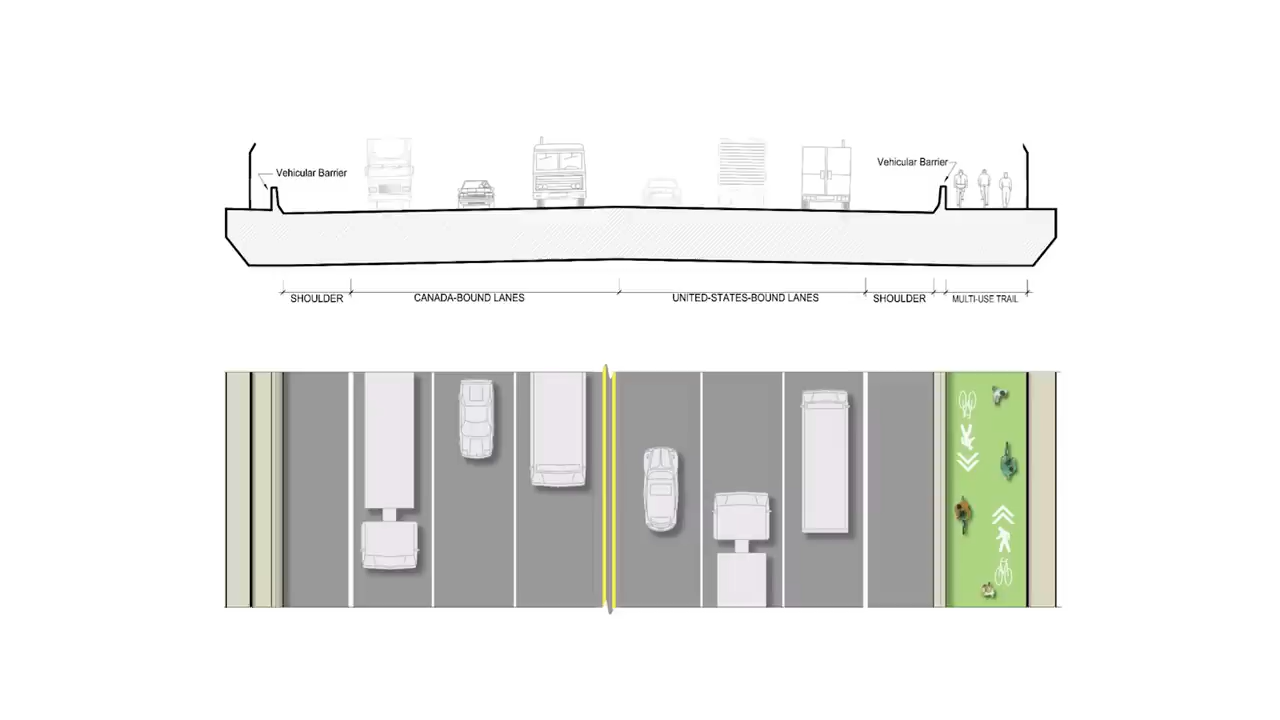 Vehicular Barrier
Vehicular Barrier
SHOULDER
CANADA-BOUND LANES
UNITED-STATES-BOUND LANES
SHOULDER
MULTI-USE TRAIL